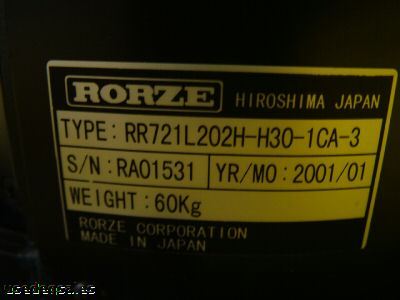 RORZE HIROSHIMA JAPAN
TYPE: RR721L202H-H30-1CA-3
S/N: RA01531 YR/MO: 2001/01
WEIGHT: 60Kg
RORZE CORPORATION
MADE IN JAPAN